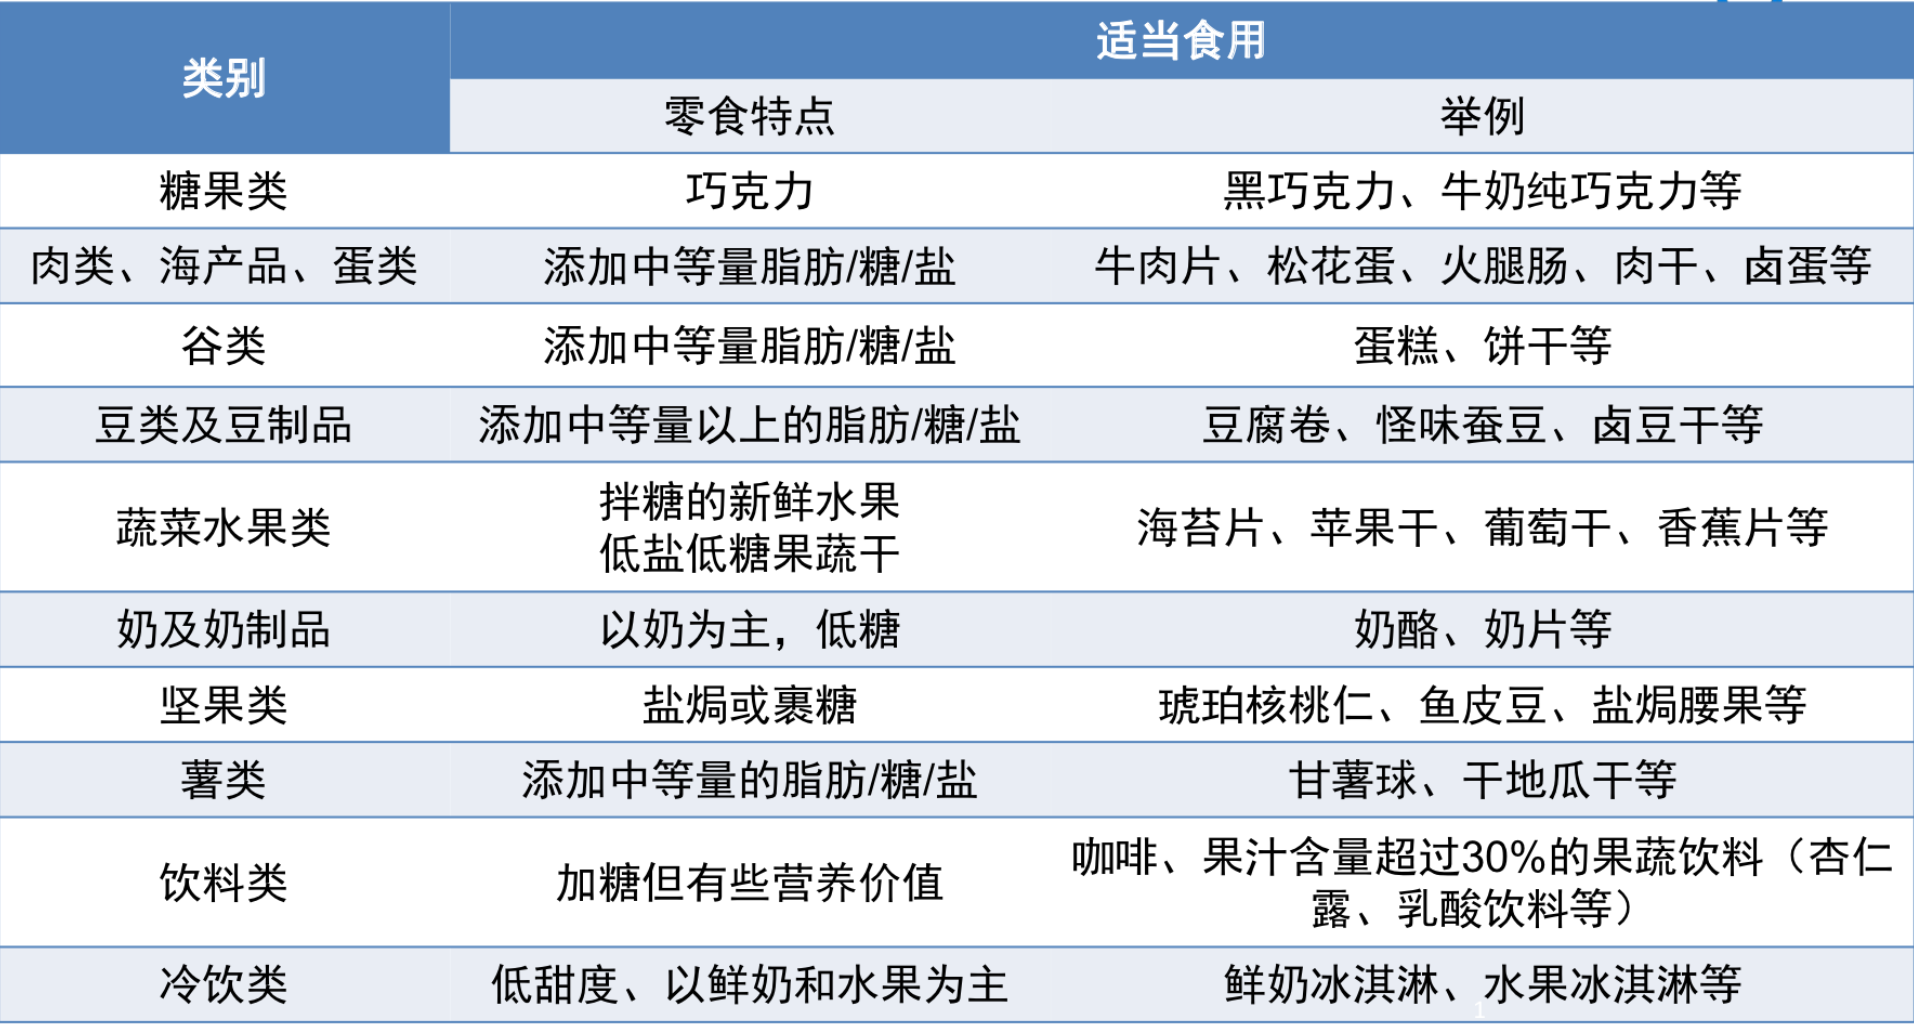 类别
适当食用
零食特点
举例
糖果类
巧克力
黑巧克力、牛奶纯巧克力等
肉类、海产品、蛋类
添加中等量脂肪/糖/盐
牛肉片、松花蛋、火腿肠、肉干、卤蛋等
谷类
添加中等量脂肪/糖/盐
蛋糕、饼干等
豆类及豆制品
添加中等量以上的脂肪/糖/盐
豆腐卷、怪味蚕豆、卤豆干等
蔬菜水果类
拌糖的新鲜水果
低盐低糖果蔬干
海苔片、苹果干、葡萄干、香蕉片等
奶及奶制品
以奶为主，低糖
奶酪、奶片等
坚果类
盐焗或裹糖
琥珀核桃仁、鱼皮豆、盐焗腰果等
薯类
添加中等量的脂肪/糖/盐
甘薯球、干地瓜干等
饮料类
加糖但有些营养价值
咖啡、果汁含量超过30%的果蔬饮料（杏仁
露、乳酸饮料等）
冷饮类
低甜度、以鲜奶和水果为主
鲜奶冰淇淋、水果冰淇淋等
1